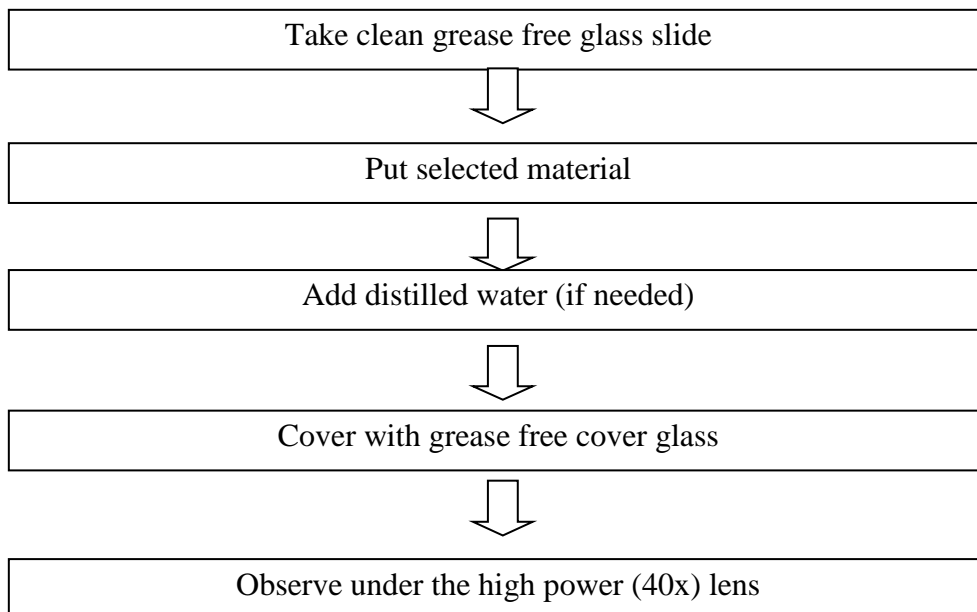 Take clean grease free glass slide
Put selected material
Add distilled water (if needed)
Cover with grease free cover glass
Observe under the high power (40x) lens